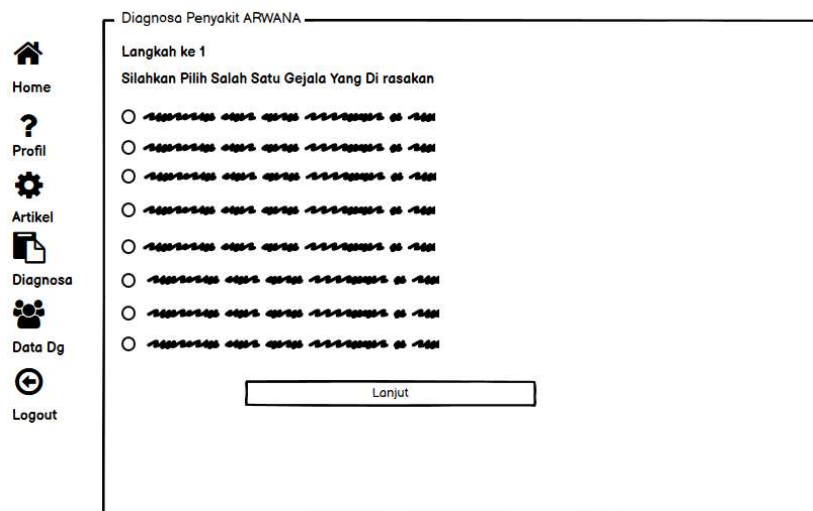 Diagnosa Penyakit ARWANA
Home
Profil
Artikel
Diagnosa
Data Dg
Logout
Langkah ke 1
Silahkan Pilih Salah Satu Gejala Yang Di rasakan
Lanjut